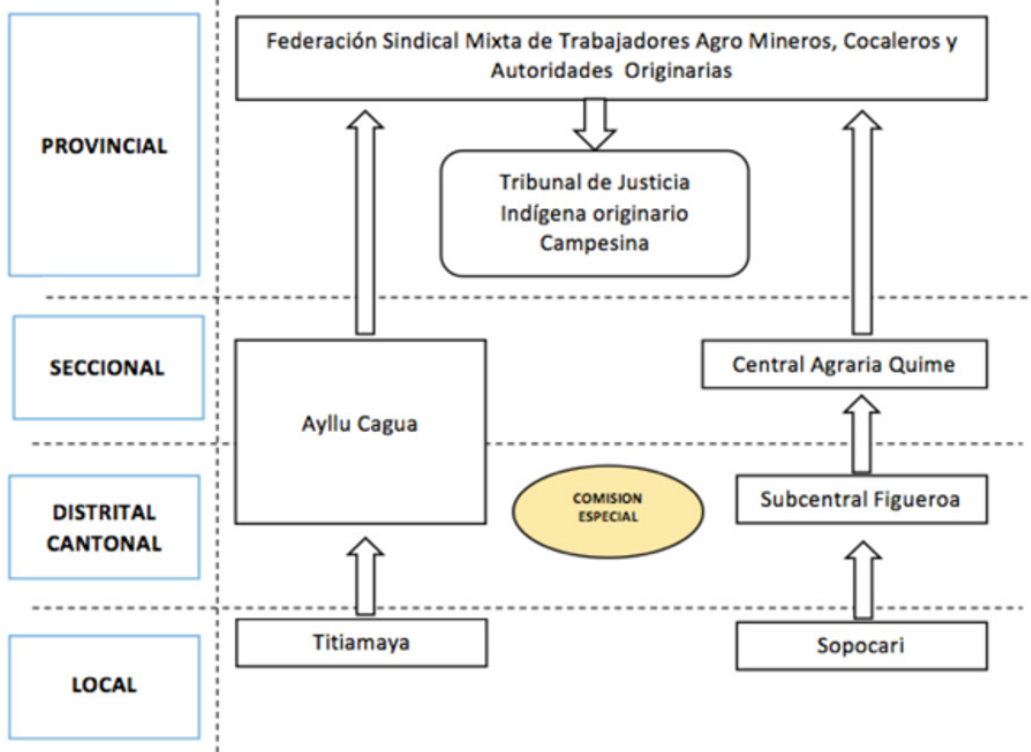 PROVINCIAL
Federación Sindical Mixta de Trabajadores Agro Mineros, Cocaleros y
Autoridades Originarias
Tribunal de Justicia
Indígena originario
Campesina
SECCIONAL
Ayllu Cagua
Central Agraria Quime
DISTRITAL
CANTONAL
COMISION
ESPECIAL
Subcentral Figueroa
LOCAL
Titiamaya
Sopocari